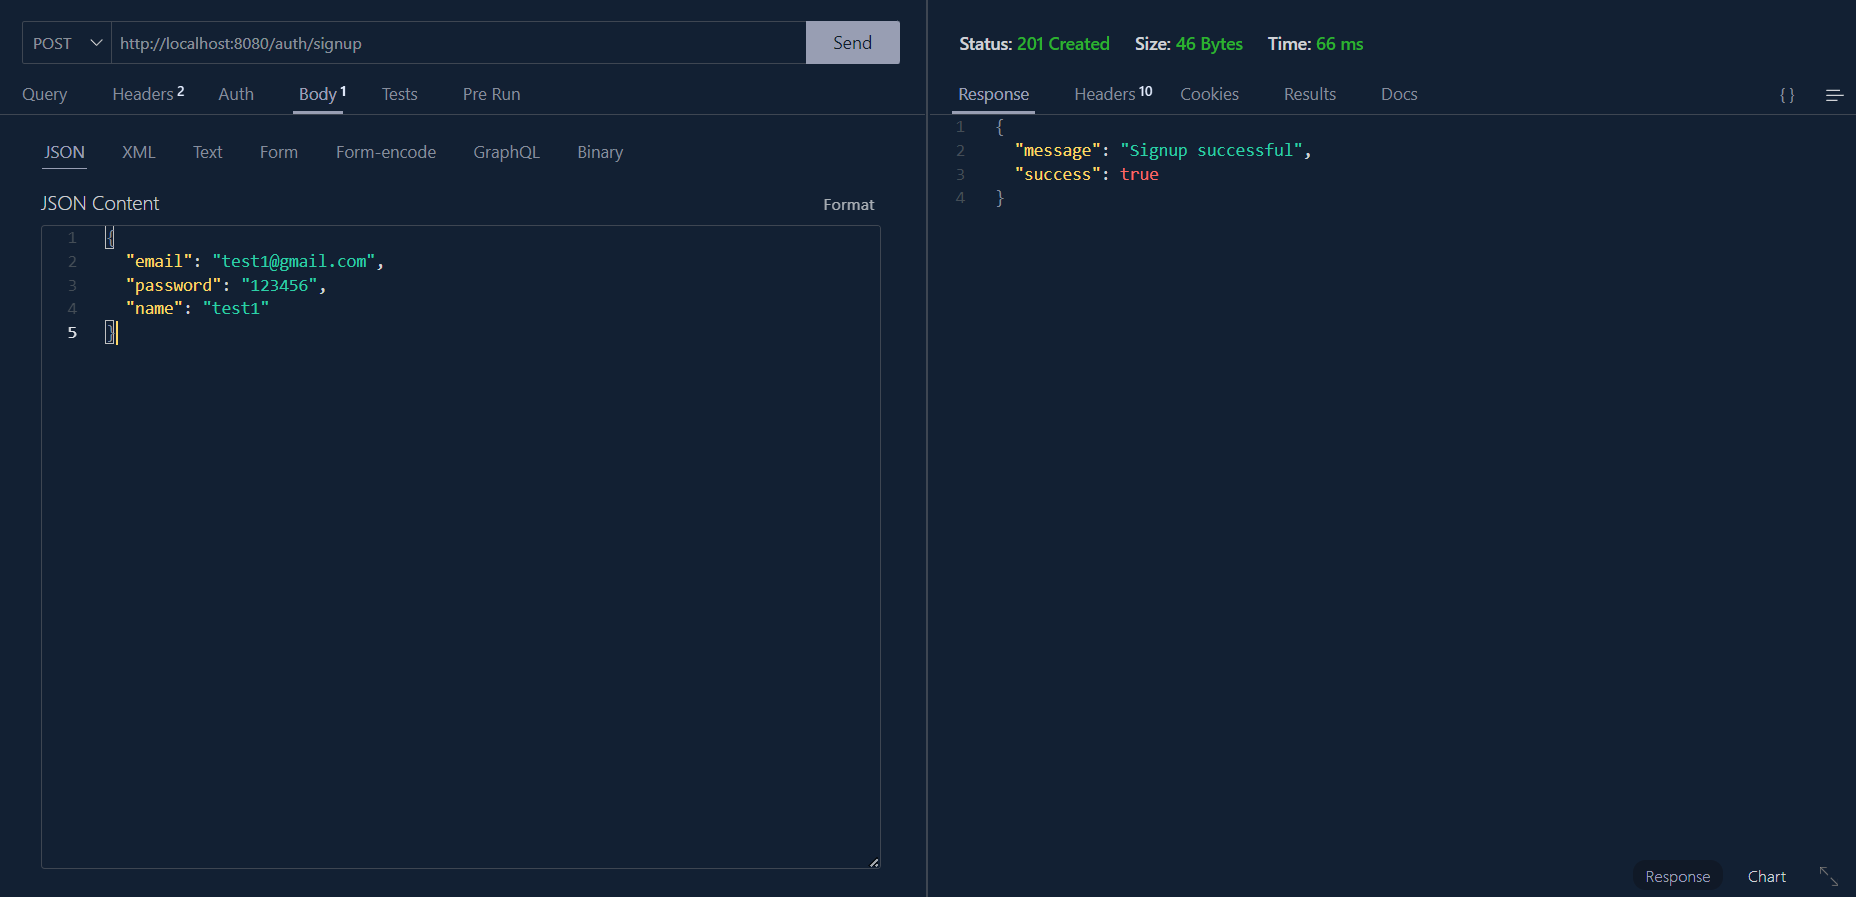 POST http://localhost:8080/auth/signup Send
Query Headers 2 Auth Body 1 Tests Pre Run
JSON XML Text Form Form-encode GraphQL Binary
JSON Content Format
1 {
2 "email": "test1@gmail.com",
3 "password": "123456",
4 "name": "test1"
5 }
Status: 201 Created Size: 46 Bytes Time: 66 ms
Response Headers 10 Cookies Results Docs { }
1 {
2 "message": "Signup successful",
3 "success": true
4 }
Response Chart